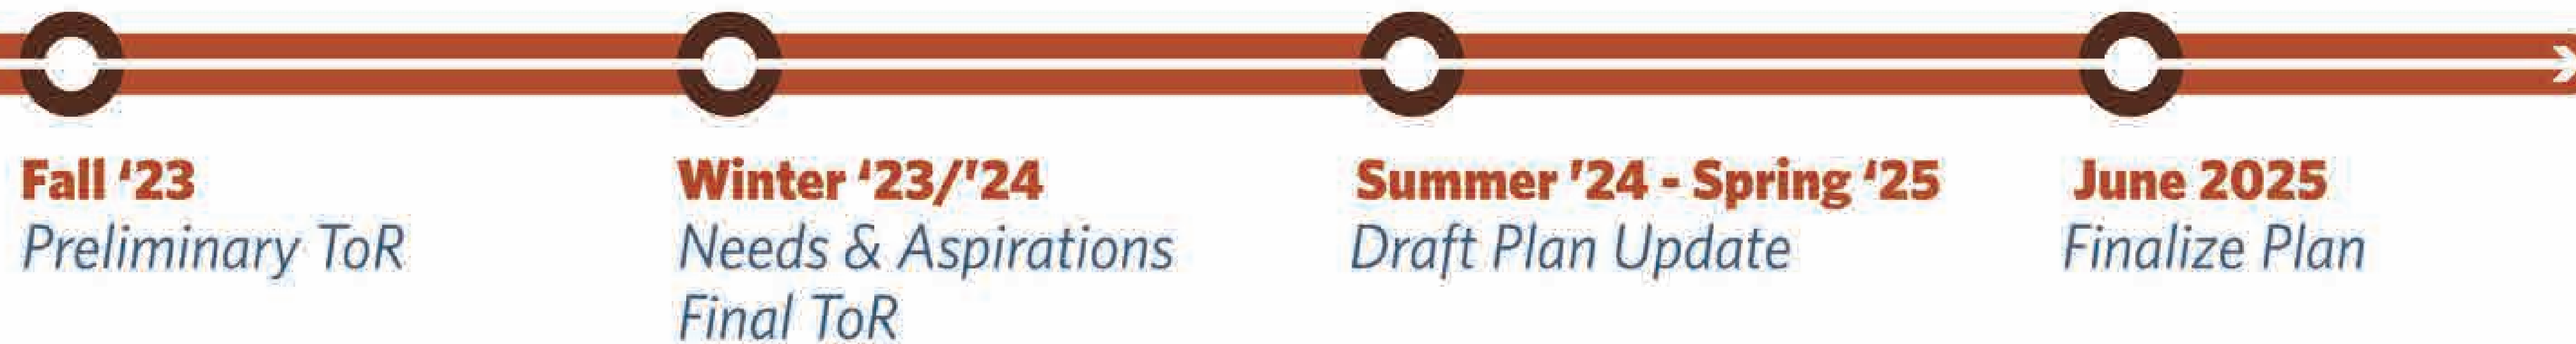 Fall ‘23
Preliminary ToR
Winter ‘23/’24
Needs & Aspirations
Final ToR
Summer ’24 - Spring ‘25
Draft Plan Update
June 2025
Finalize Plan